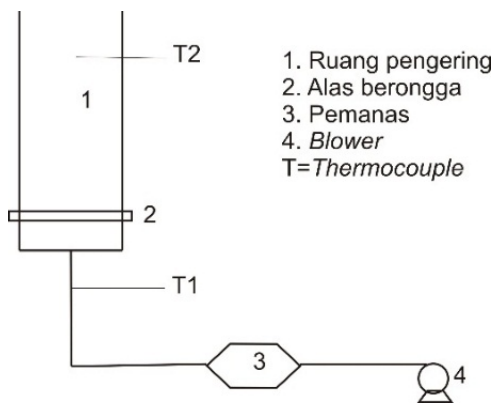 T2
1
2
T1
3
4
1. Ruang pengering
2. Alas berongga
3. Pemanas
4. Blower
T=Thermocouple